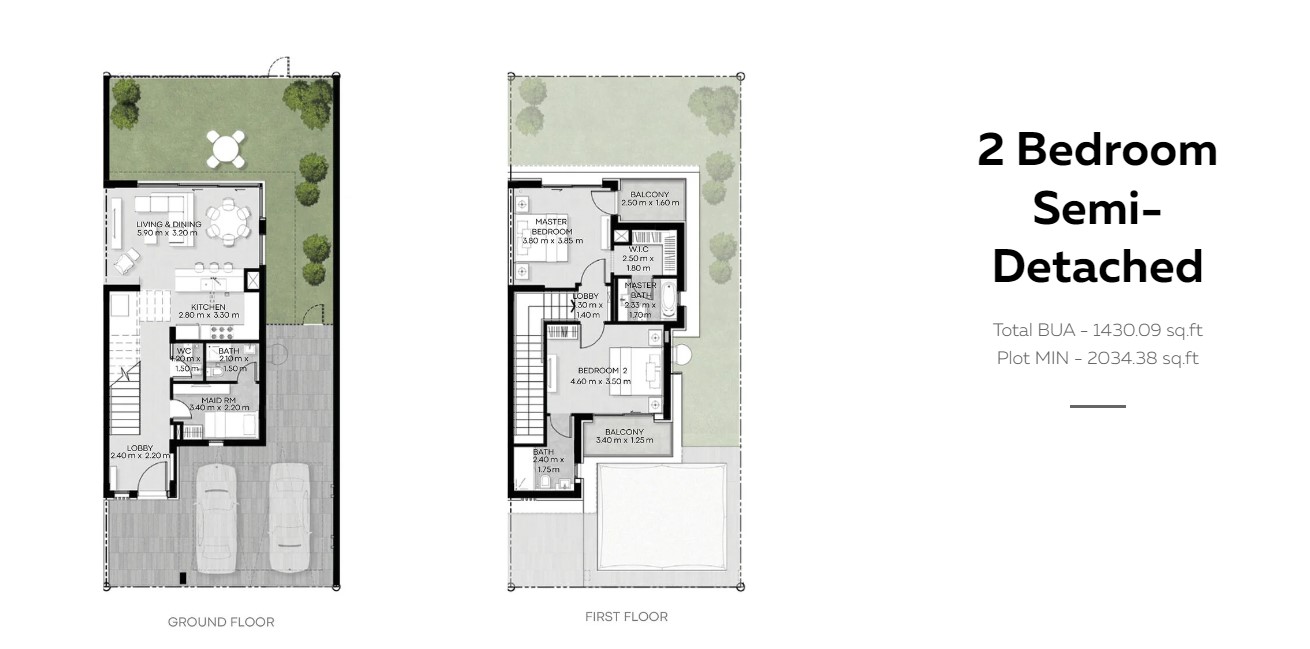 LIVING & DINING
5.90 m x 3.20 m
KITCHEN
2.80 m x 3.30 m
WC
1.20 m x
1.50 m
BATH
2.10 m x
1.50 m
MAID RM
3.40 m x 2.20 m
LOBBY
2.40 m x 2.20 m
GROUND FLOOR
BALCONY
2.50 m x 1.60 m
MASTER
BEDROOM
3.80 m x 3.85 m
W.I.C
2.50 m x
1.80 m
MASTER
BATH
2.33 m x
1.70 m
LOBBY
1.30 m x
1.40 m
BEDROOM 2
4.60 m x 3.50 m
BALCONY
3.40 m x 1.25 m
BATH
2.40 m x
1.75 m
FIRST FLOOR
2 Bedroom
Semi-
Detached
Total BUA - 1430.09 sq.ft
Plot MIN - 2034.38 sq.ft